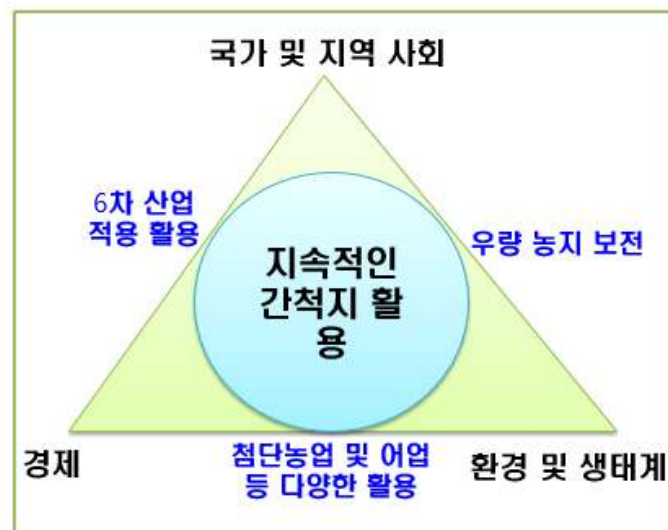 국가 및 지역 사회
6차 산업
적용 활용
우량 농지 보전
지속적인
간척지 활
용
경제
첨단농업 및 어업
등 다양한 활용
환경 및 생태계